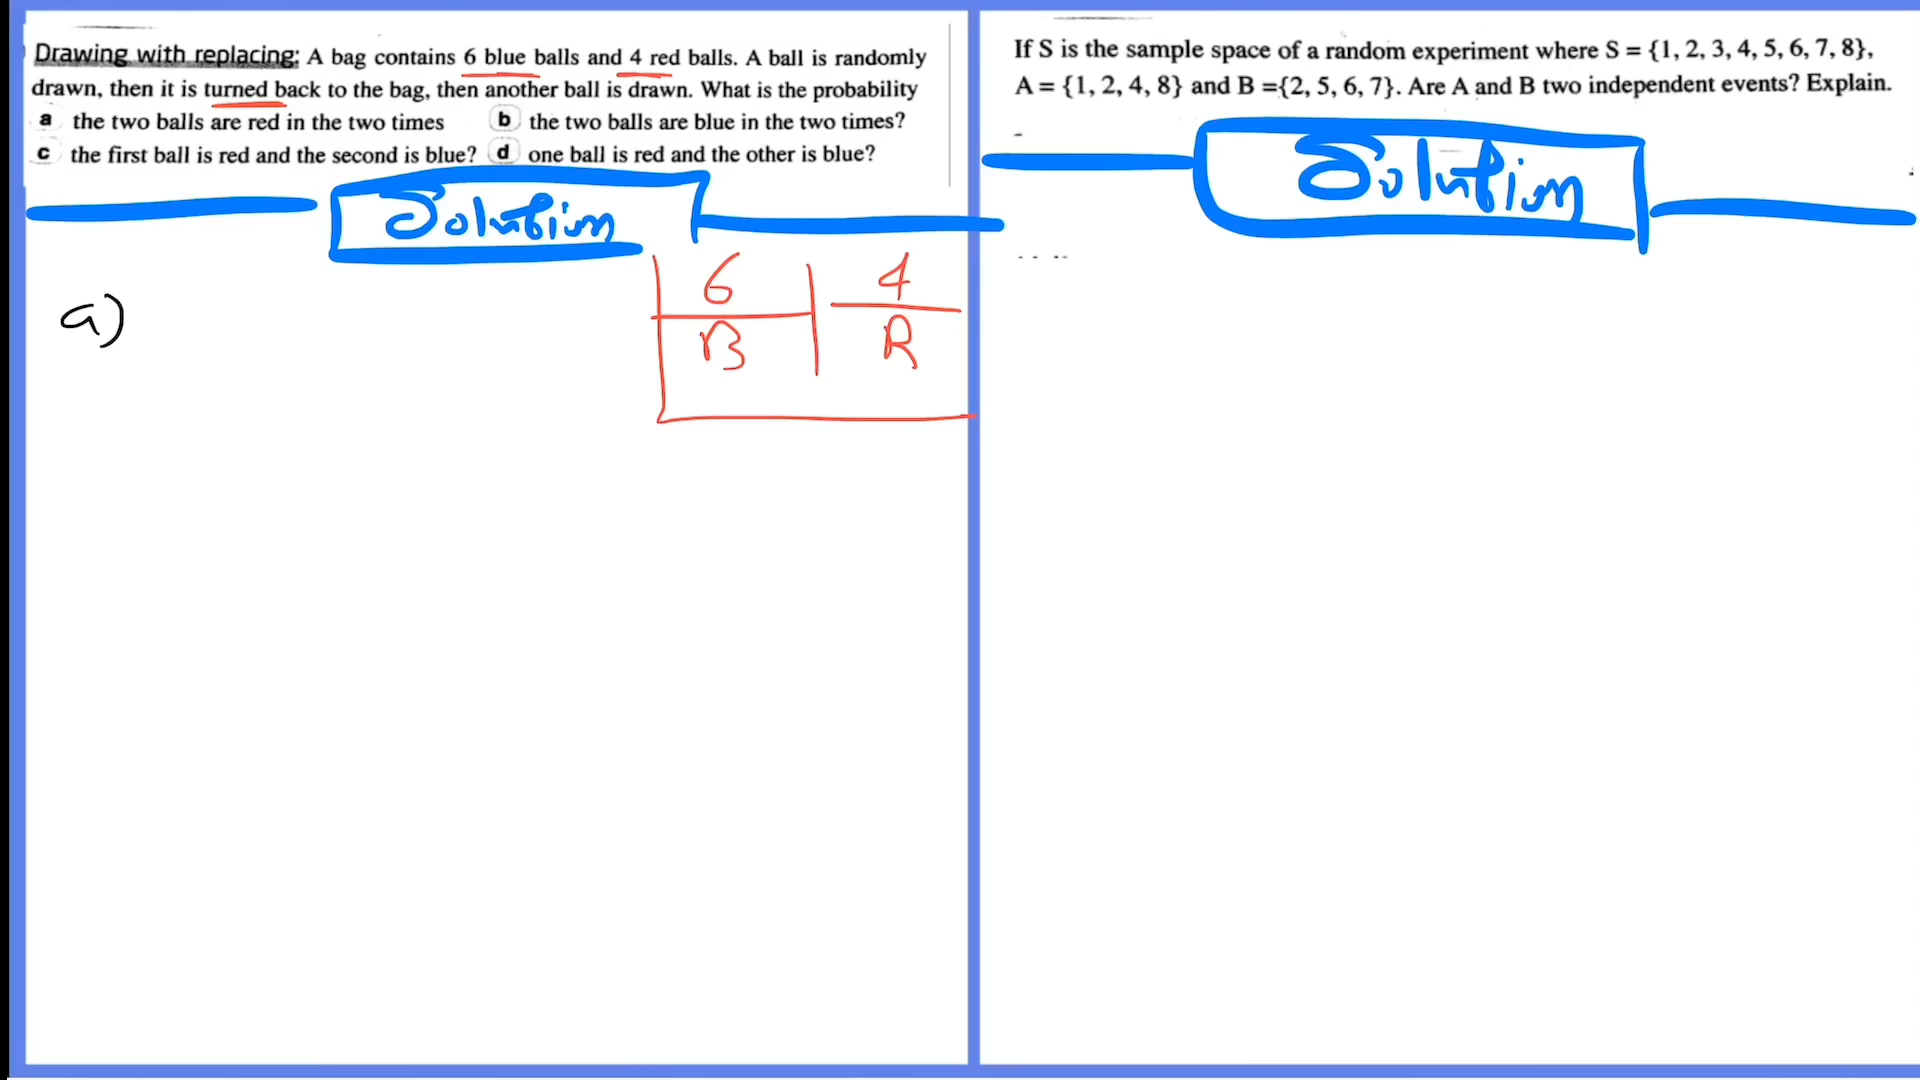 Drawing with replacing: A bag contains 6 blue balls and 4 red balls. A ball is randomly
drawn, then it is turned back to the bag, then another ball is drawn. What is the probability
a the two balls are red in the two times b the two balls are blue in the two times?
c the first ball is red and the second is blue? d one ball is red and the other is blue?
Solution
6 4
B R
a)
If S is the sample space of a random experiment where S = {1, 2, 3, 4, 5, 6, 7, 8},
A = {1, 2, 4, 8} and B ={2, 5, 6, 7}. Are A and B two independent events? Explain.
Solution